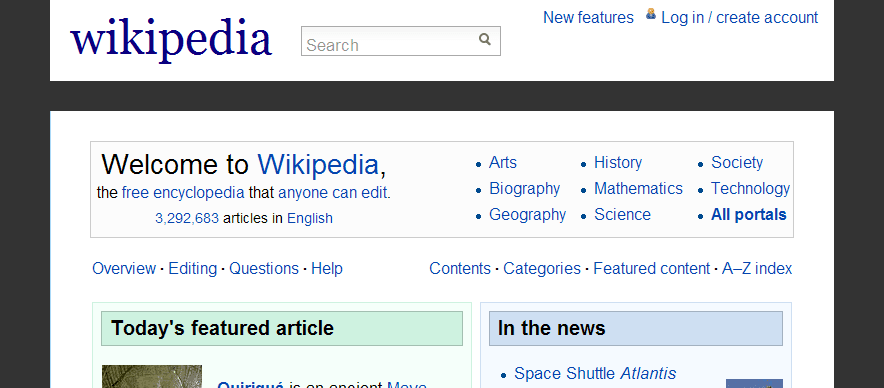 wikipedia
Search
New features Log in / create account
Welcome to Wikipedia,
the free encyclopedia that anyone can edit.
3,292,683 articles in English
• Arts
• Biography
• Geography
• History
• Mathematics
• Science
• Society
• Technology
• All portals
Overview · Editing · Questions · Help
Contents · Categories · Featured content · A–Z index
Today's featured article
Quiriguá is an ancient Maya
In the news
• Space Shuttle Atlantis